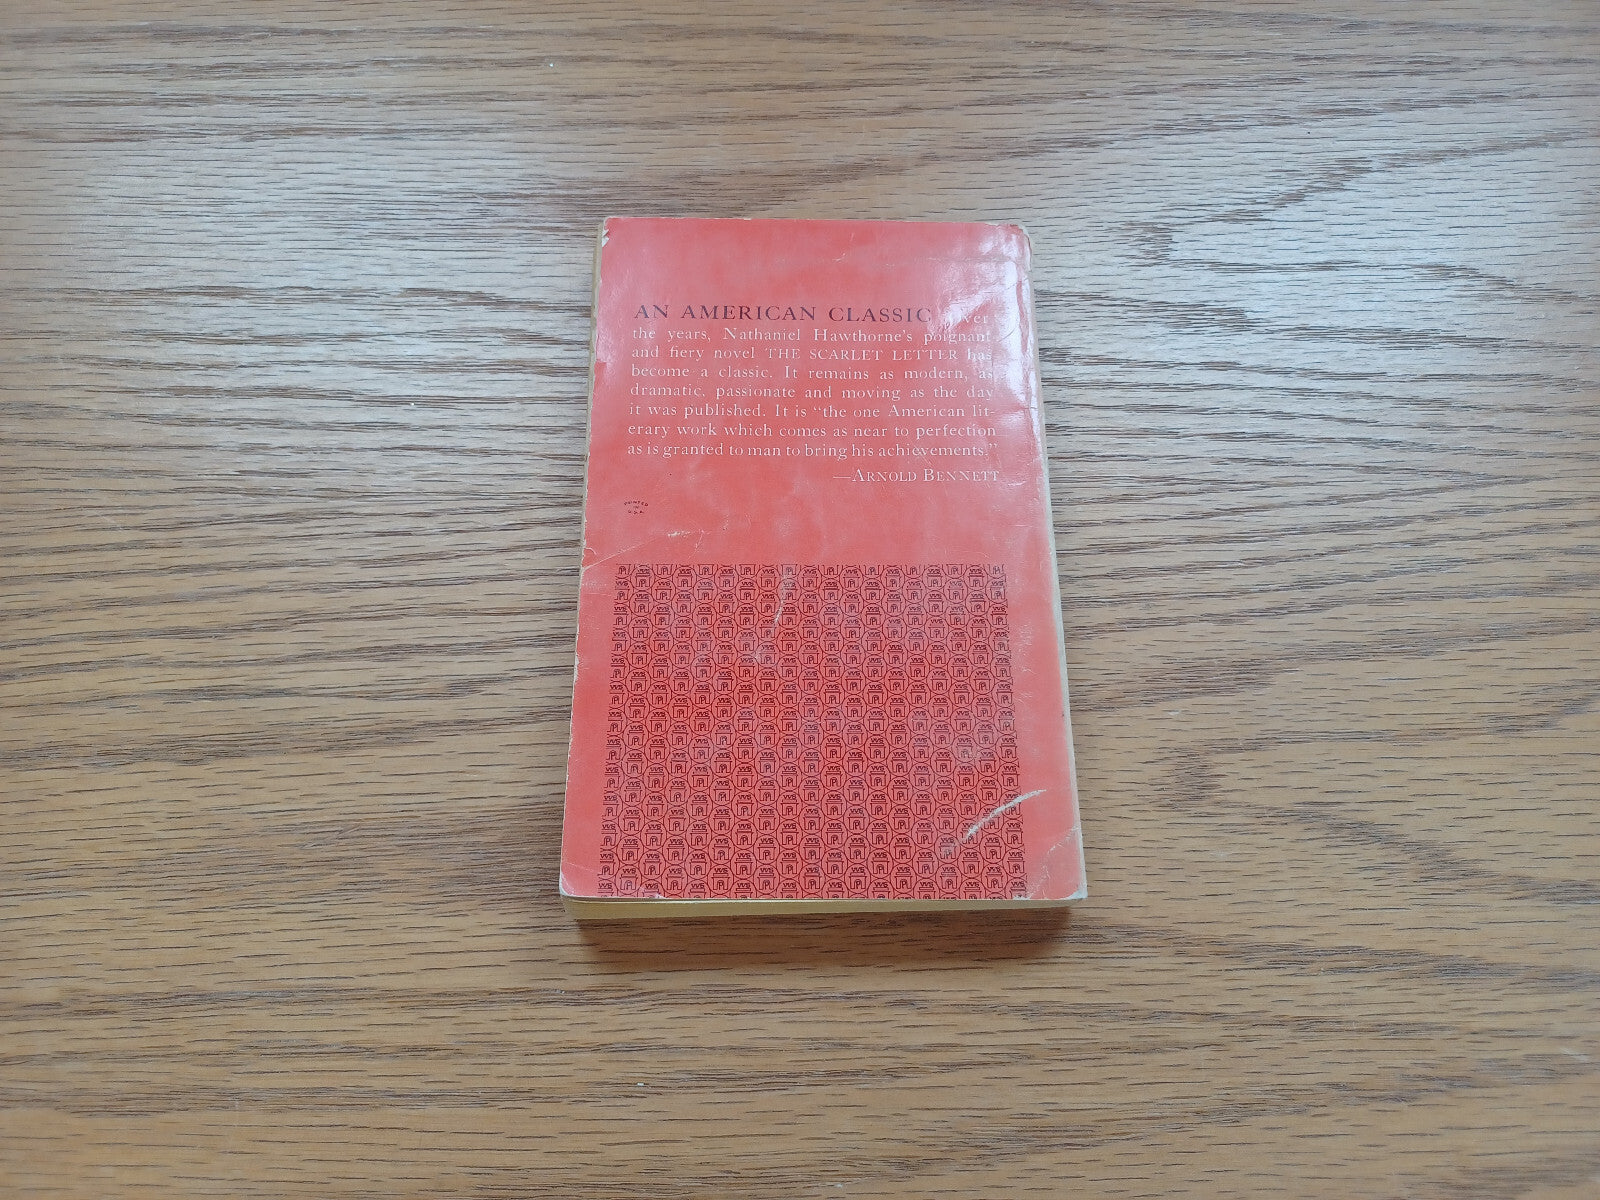 AN AMERICAN CLASSIC Over
the years, Nathaniel Hawthorne's poignant
and fiery novel THE SCARLET LETTER has
become a classic. It remains as modern, as
dramatic, passionate and moving as the day
it was published. It is "the one American lit-
erary work which comes as near to perfection
as is granted to man to bring his achievements."
—ARNOLD BENNETT
PRINTED
IN
U.S.A.